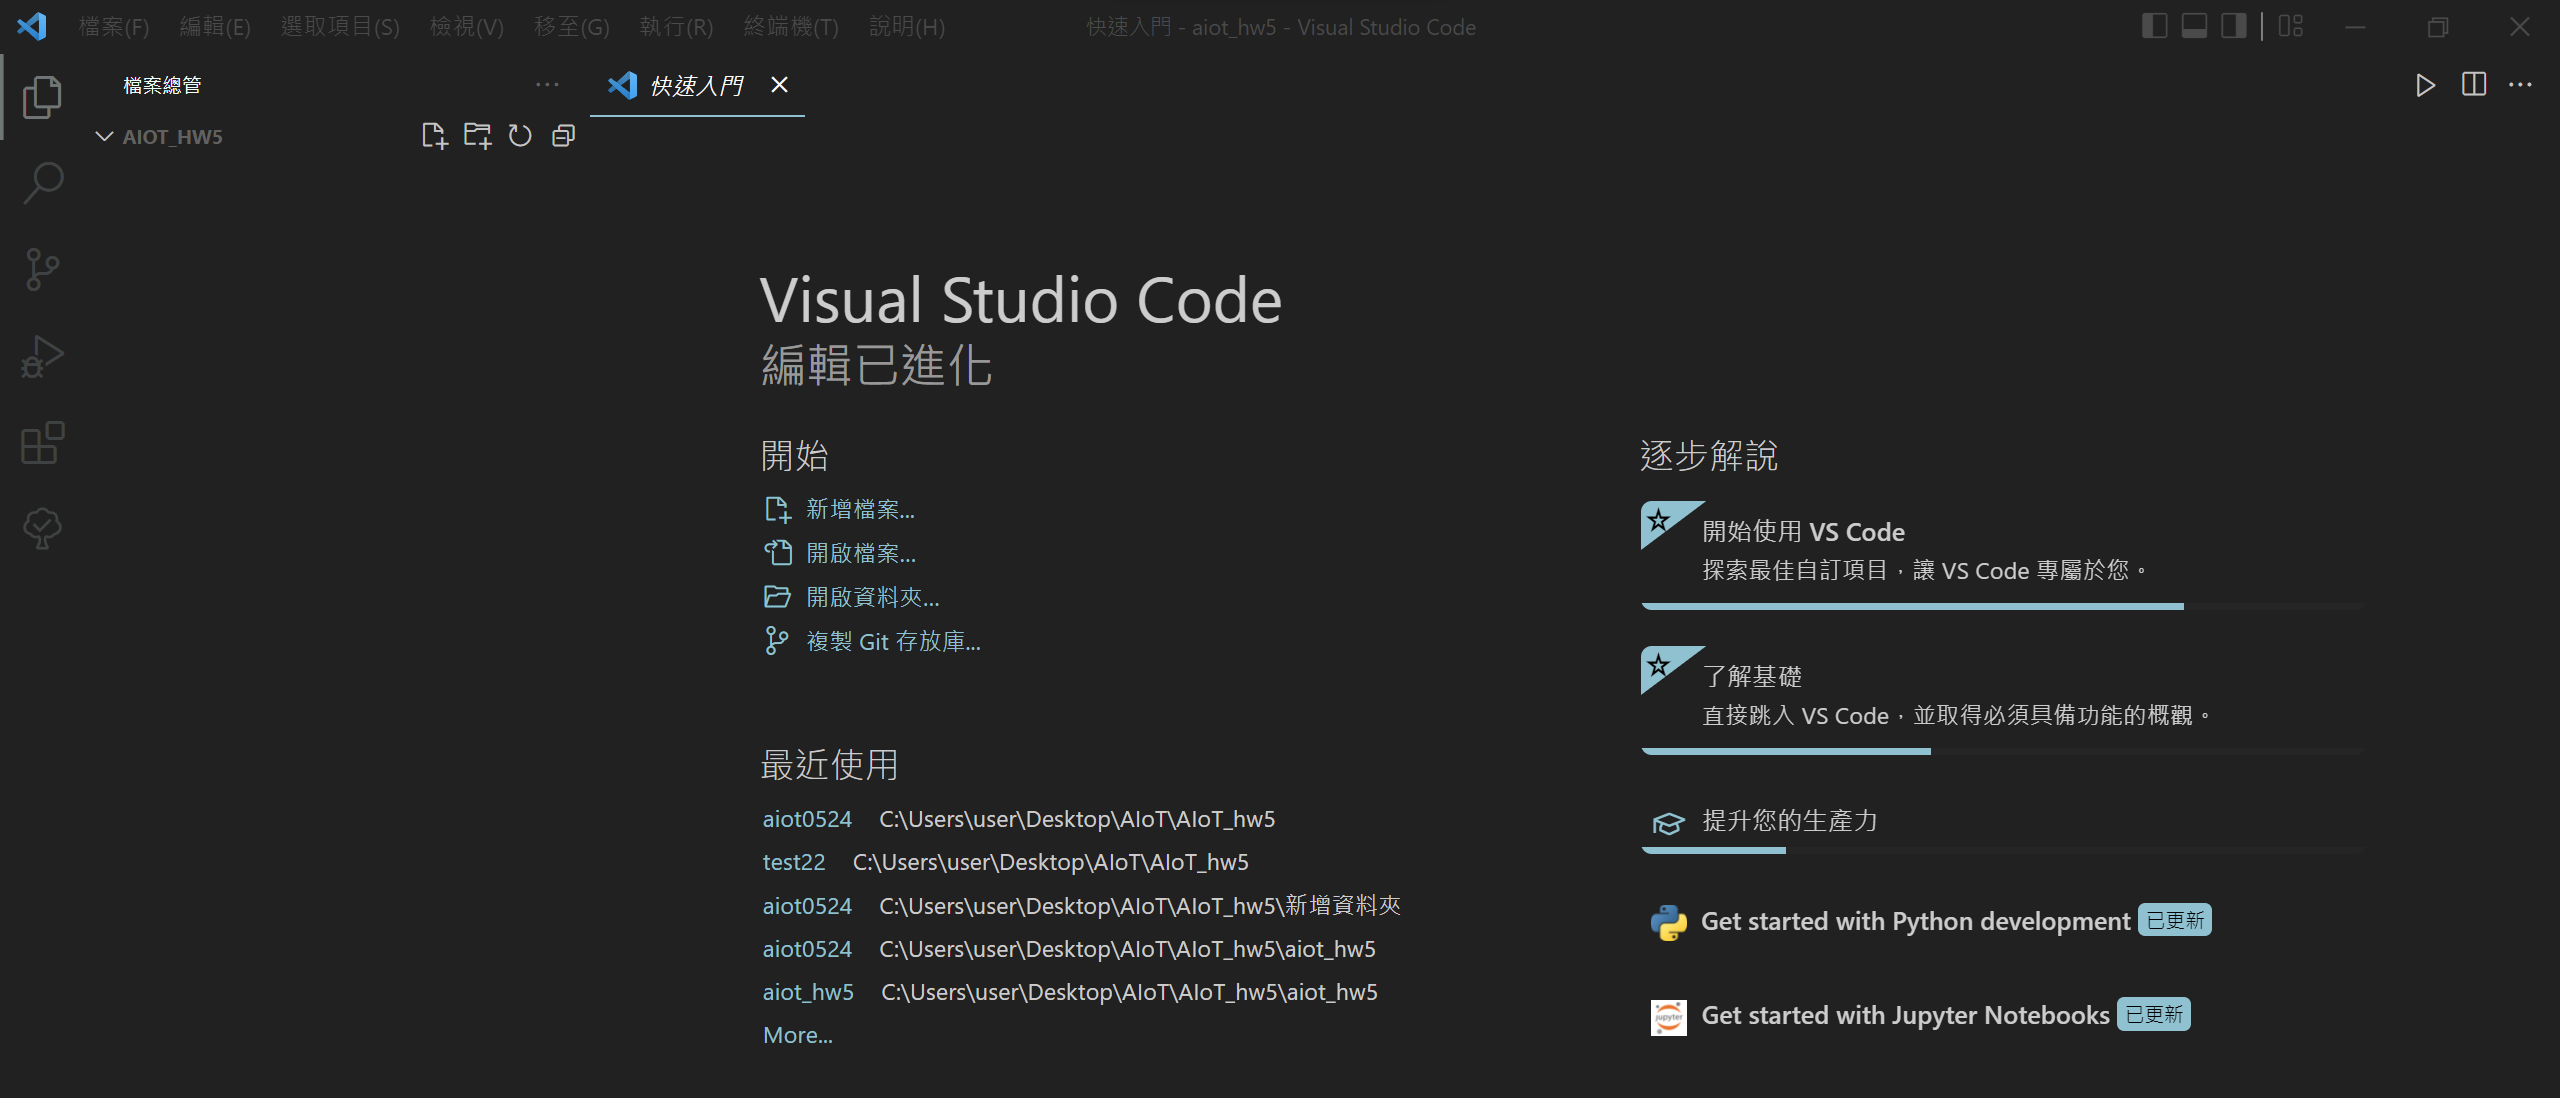 檔案(F) 編輯(E) 選取項目(S) 檢視(V) 移至(G) 執行(R) 終端機(T) 說明(H) 快速入門 - aiot_hw5 - Visual Studio Code
檔案總管
快速入門
AIOT_HW5
Visual Studio Code
編輯已進化
開始
新增檔案...
開啟檔案...
開啟資料夾...
複製 Git 存放庫...
最近使用
aiot0524 C:\Users\user\Desktop\AIoT\AIoT_hw5
test22 C:\Users\user\Desktop\AIoT\AIoT_hw5
aiot0524 C:\Users\user\Desktop\AIoT\AIoT_hw5\新增資料夾
aiot0524 C:\Users\user\Desktop\AIoT\AIoT_hw5\aiot_hw5
aiot_hw5 C:\Users\user\Desktop\AIoT\AIoT_hw5\aiot_hw5
More...
逐步解說
開始使用 VS Code
探索最佳自訂項目，讓 VS Code 專屬於您。
了解基礎
直接跳入 VS Code，並取得必須具備功能的概觀。
提升您的生產力
Get started with Python development 已更新
jupyter
Get started with Jupyter Notebooks 已更新